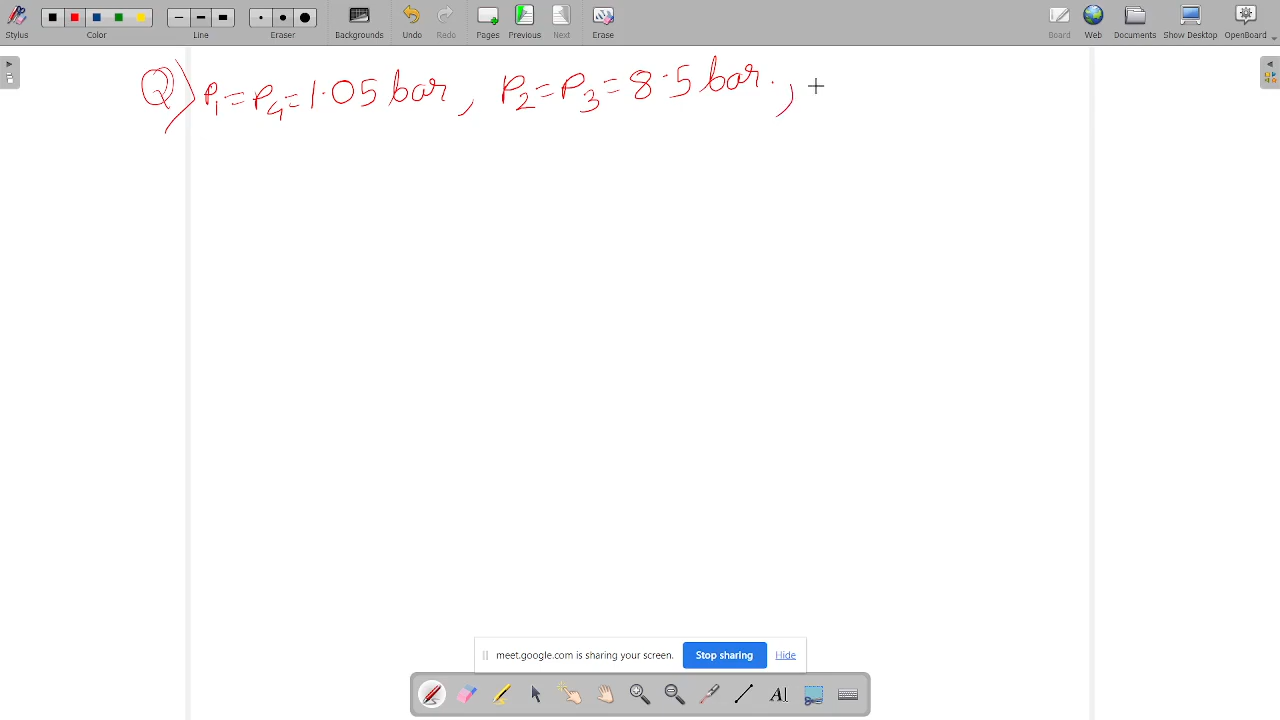 Stylus Color Line Eraser Backgrounds Undo Redo Pages Previous Next Erase Board Web Documents Show Desktop OpenBoard
Q) P1 = P4 = 1.05 bar, P2 = P3 = 8.5 bar. ,
meet.google.com is sharing your screen. Stop sharing Hide
AI